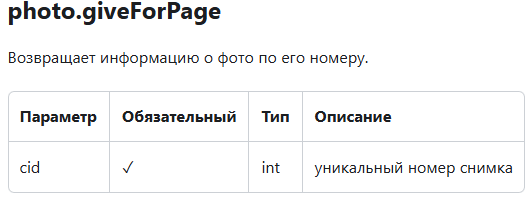 photo.giveForPage
Возвращает информацию о фото по его номеру.
Параметр Обязательный Тип Описание
cid ✓ int уникальный номер снимка